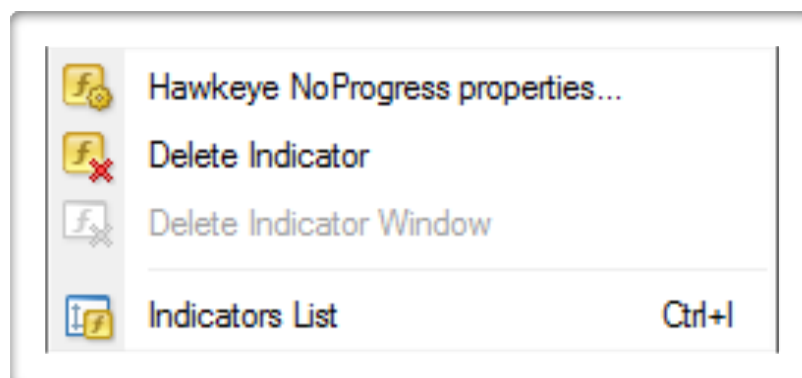 Hawkeye NoProgress properties...
Delete Indicator
Delete Indicator Window
Indicators List Ctrl+I